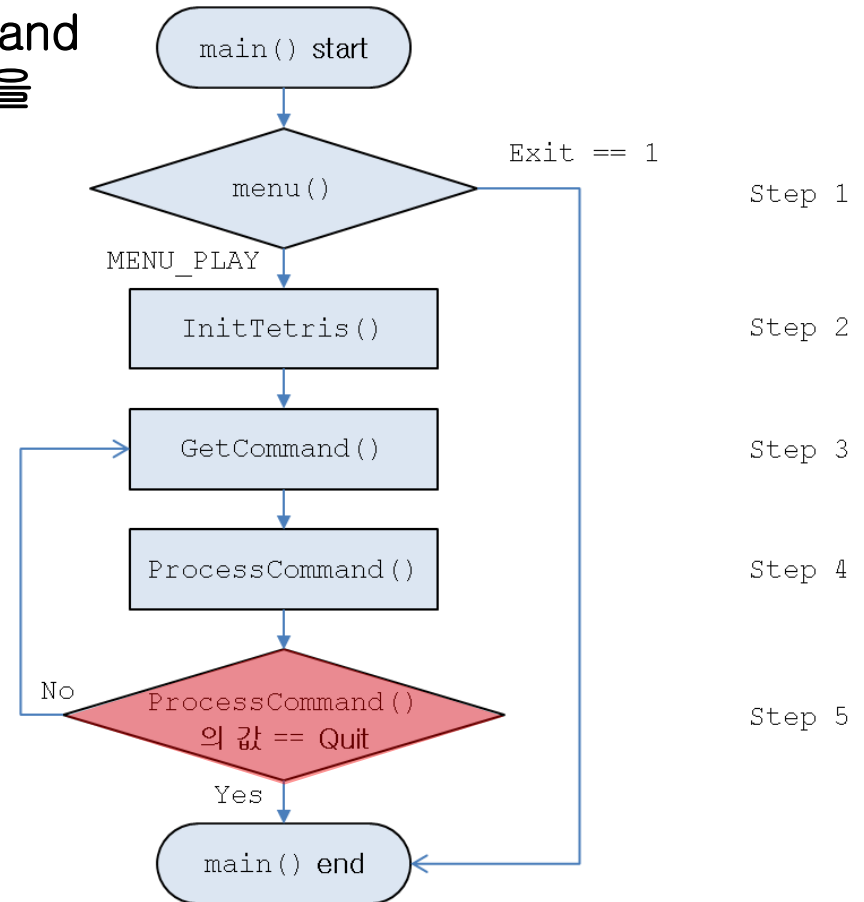 and
을
main() start
Exit == 1
menu()
Step 1
MENU_PLAY
InitTetris()
Step 2
GetCommand()
Step 3
ProcessCommand()
Step 4
No
ProcessCommand()
의 값 == Quit
Step 5
Yes
main() end